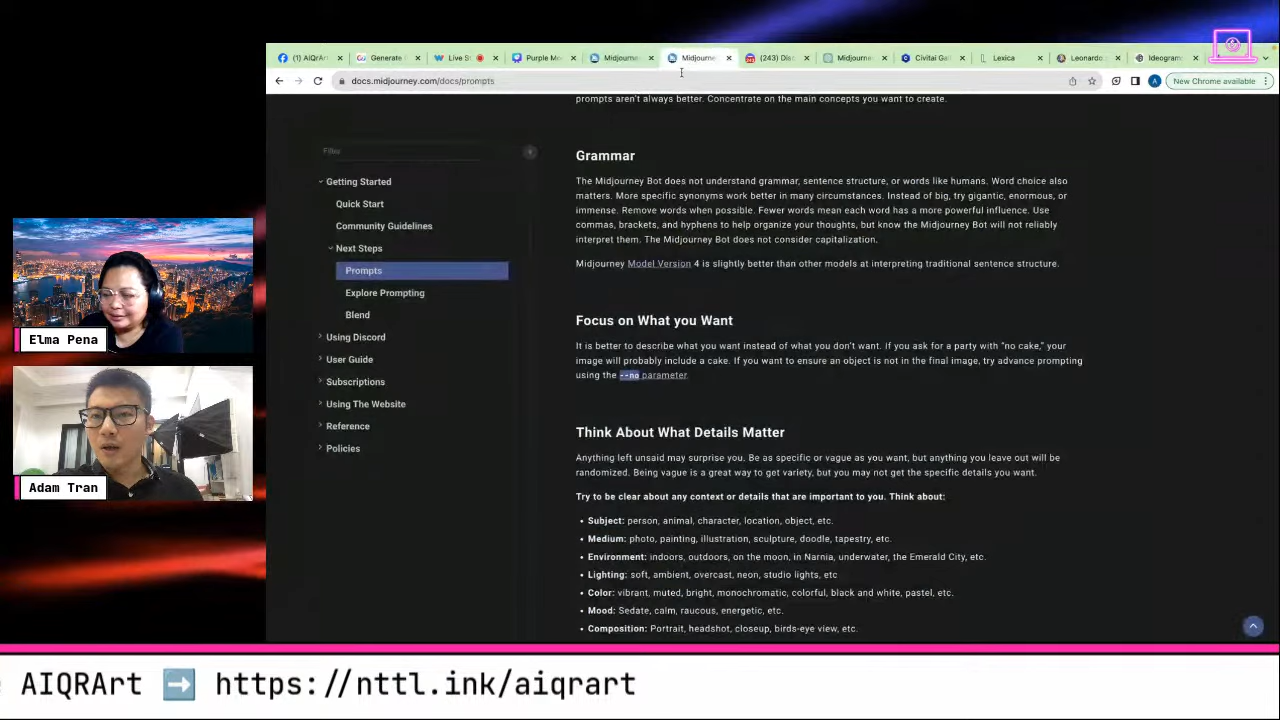 (1) AIQrAr
Generate
Live S
Purple M
Midjourne
Midjourne
(243) Dis
Midjourne
Civitai Ga
Lexica
Leonardo
Ideogram
docs.midjourney.com/docs/prompts
A
New Chrome available
prompts aren't always better. Concentrate on the main concepts you want to create.
Filter
Getting Started
Quick Start
Community Guidelines
Next Steps
Prompts
Explore Prompting
Blend
Using Discord
User Guide
Subscriptions
Using The Website
Reference
Policies
Grammar
The Midjourney Bot does not understand grammar, sentence structure, or words like humans. Word choice also
matters. More specific synonyms work better in many circumstances. Instead of big, try gigantic, enormous, or
immense. Remove words when possible. Fewer words mean each word has a more powerful influence. Use
commas, brackets, and hyphens to help organize your thoughts, but know the Midjourney Bot will not reliably
interpret them. The Midjourney Bot does not consider capitalization.
Midjourney Model Version 4 is slightly better than other models at interpreting traditional sentence structure.
Focus on What you Want
It is better to describe what you want instead of what you don't want. If you ask for a party with "no cake," your
image will probably include a cake. If you want to ensure an object is not in the final image, try advance prompting
using the --no parameter.
Think About What Details Matter
Anything left unsaid may surprise you. Be as specific or vague as you want, but anything you leave out will be
randomized. Being vague is a great way to get variety, but you may not get the specific details you want.
Try to be clear about any context or details that are important to you. Think about:
• Subject: person, animal, character, location, object, etc.
• Medium: photo, painting, illustration, sculpture, doodle, tapestry, etc.
• Environment: indoors, outdoors, on the moon, in Narnia, underwater, the Emerald City, etc.
• Lighting: soft, ambient, overcast, neon, studio lights, etc
• Color: vibrant, muted, bright, monochromatic, colorful, black and white, pastel, etc.
• Mood: Sedate, calm, raucous, energetic, etc.
• Composition: Portrait, headshot, closeup, birds-eye view, etc.
Elma Pena
Adam Tran
AIQRArt ➡️ https://nttl.ink/aiqrart